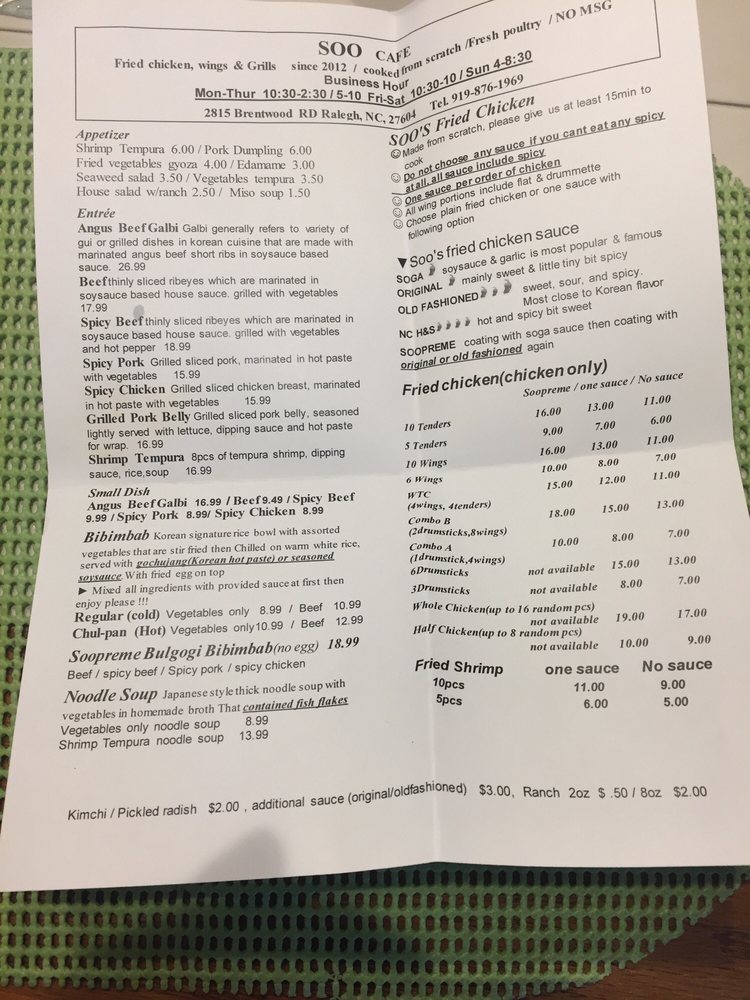 SOO CAFE
Fried chicken, wings & Grills since 2012 / cooked from scratch /Fresh poultry / NO MSG
Business Hour
Mon-Thur 10:30-2:30 / 5-10 Fri-Sat 10:30-10 / Sun 4-8:30
2815 Brentwood RD Ralegh, NC, 27604 Tel. 919-876-1969
Appetizer
Shrimp Tempura 6.00 / Pork Dumpling 6.00
Fried vegetables gyoza 4.00 / Edamame 3.00
Seaweed salad 3.50 / Vegetables tempura 3.50
House salad w/ranch 2.50 / Miso soup 1.50
Entrée
Angus Beef Galbi Galbi generally refers to variety of
gui or grilled dishes in korean cuisine that are made with
marinated angus beef short ribs in soysauce based
sauce. 26.99
Beef thinly sliced ribeyes which are marinated in
soysauce based house sauce. grilled with vegetables
17.99
Spicy Beef thinly sliced ribeyes which are marinated in
soysauce based house sauce. grilled with vegetables
and hot pepper 18.99
Spicy Pork Grilled sliced pork, marinated in hot paste
with vegetables 15.99
Spicy Chicken Grilled sliced chicken breast, marinated
in hot paste with vegetables 15.99
Grilled Pork Belly Grilled sliced pork belly, seasoned
lightly served with lettuce, dipping sauce and hot paste
for wrap. 16.99
Shrimp Tempura 8pcs of tempura shrimp, dipping
sauce, rice,soup 16.99
Small Dish
Angus Beef Galbi 16.99 / Beef 9.49 / Spicy Beef
9.99 / Spicy Pork 8.99/ Spicy Chicken 8.99
Bibimbab Korean signature rice bowl with assorted
vegetables that are stir fried then Chilled on warm white rice,
served with gochujang(Korean hot paste) or seasoned
soysauce. With fried egg on top
► Mixed all ingredients with provided sauce at first then
enjoy please !!!
Regular (cold) Vegetables only 8.99 / Beef 10.99
Chul-pan (Hot) Vegetables only 10.99 / Beef 12.99
Soopreme Bulgogi Bibimbab(no egg) 18.99
Beef / spicy beef / Spicy pork / spicy chicken
Noodle Soup Japanese style thick noodle soup with
vegetables in homemade broth That contained fish flakes
Vegetables only noodle soup 8.99
Shrimp Tempura noodle soup 13.99
SOO'S Fried Chicken
☺ Made from scratch, please give us at least 15min to
cook
☺ Do not choose any sauce if you cant eat any spicy
at all, all sauce include spicy
☺ One sauce per order of chicken
☺ All wing portions include flat & drummette
☺ Choose plain fried chicken or one sauce with
following option
▼ Soo's fried chicken sauce
SOGA soysauce & garlic is most popular & famous
ORIGINAL mainly sweet & little tiny bit spicy
OLD FASHIONED sweet, sour, and spicy.
Most close to Korean flavor
NC H&S hot and spicy bit sweet
SOOPREME coating with soga sauce then coating with
original or old fashioned again
Fried chicken(chicken only)
Soopreme / one sauce / No sauce
10 Tenders 16.00 13.00 11.00
5 Tenders 9.00 7.00 6.00
10 Wings 16.00 13.00 11.00
6 Wings 10.00 8.00 7.00
WTC 15.00 12.00 11.00
(4wings, 4tenders)
Combo B 18.00 15.00 13.00
(2drumsticks,8wings)
Combo A 10.00 8.00 7.00
(1drumstick,4wings)
6Drumsticks not available 15.00 13.00
3Drumsticks not available 8.00 7.00
Whole Chicken(up to 16 random pcs)
not available 19.00 17.00
Half Chicken(up to 8 random pcs)
not available 10.00 9.00
Fried Shrimp one sauce No sauce
10pcs 11.00 9.00
5pcs 6.00 5.00
Kimchi / Pickled radish $2.00 , additional sauce (original/oldfashioned) $3.00, Ranch 2oz $ .50 / 8oz $2.00